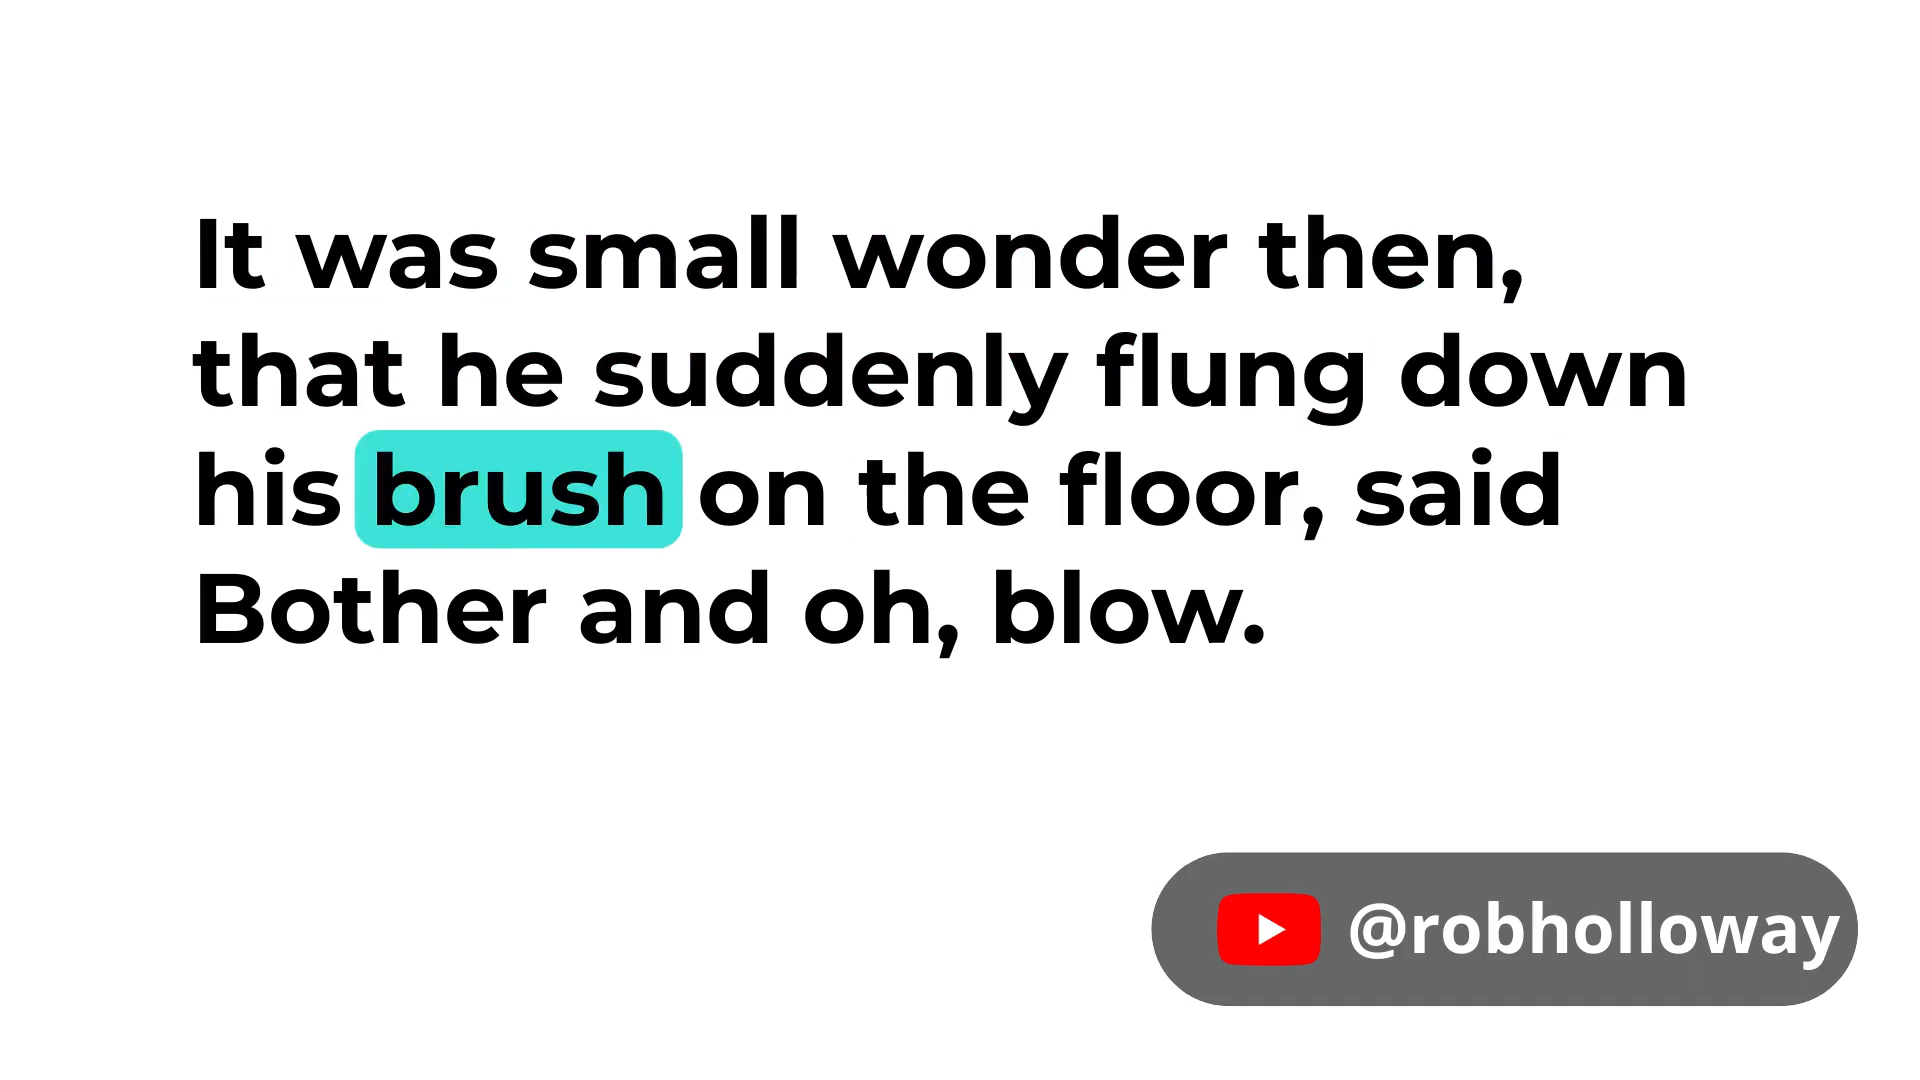 It was small wonder then,
that he suddenly flung down
his brush on the floor, said
Bother and oh, blow.
@robholloway